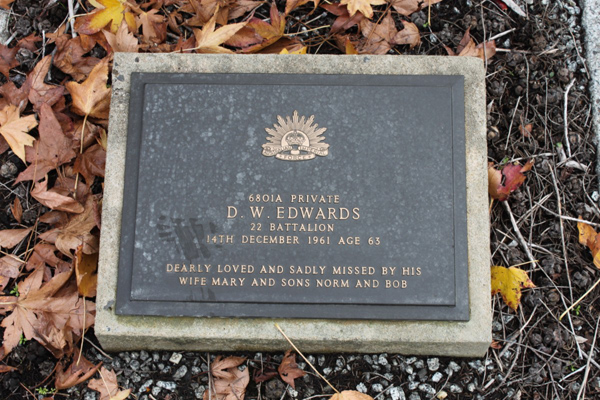 6801A PRIVATE
D. W. EDWARDS
22 BATTALION
14TH DECEMBER 1961 AGE 63
DEARLY LOVED AND SADLY MISSED BY HIS
WIFE MARY AND SONS NORM AND BOB